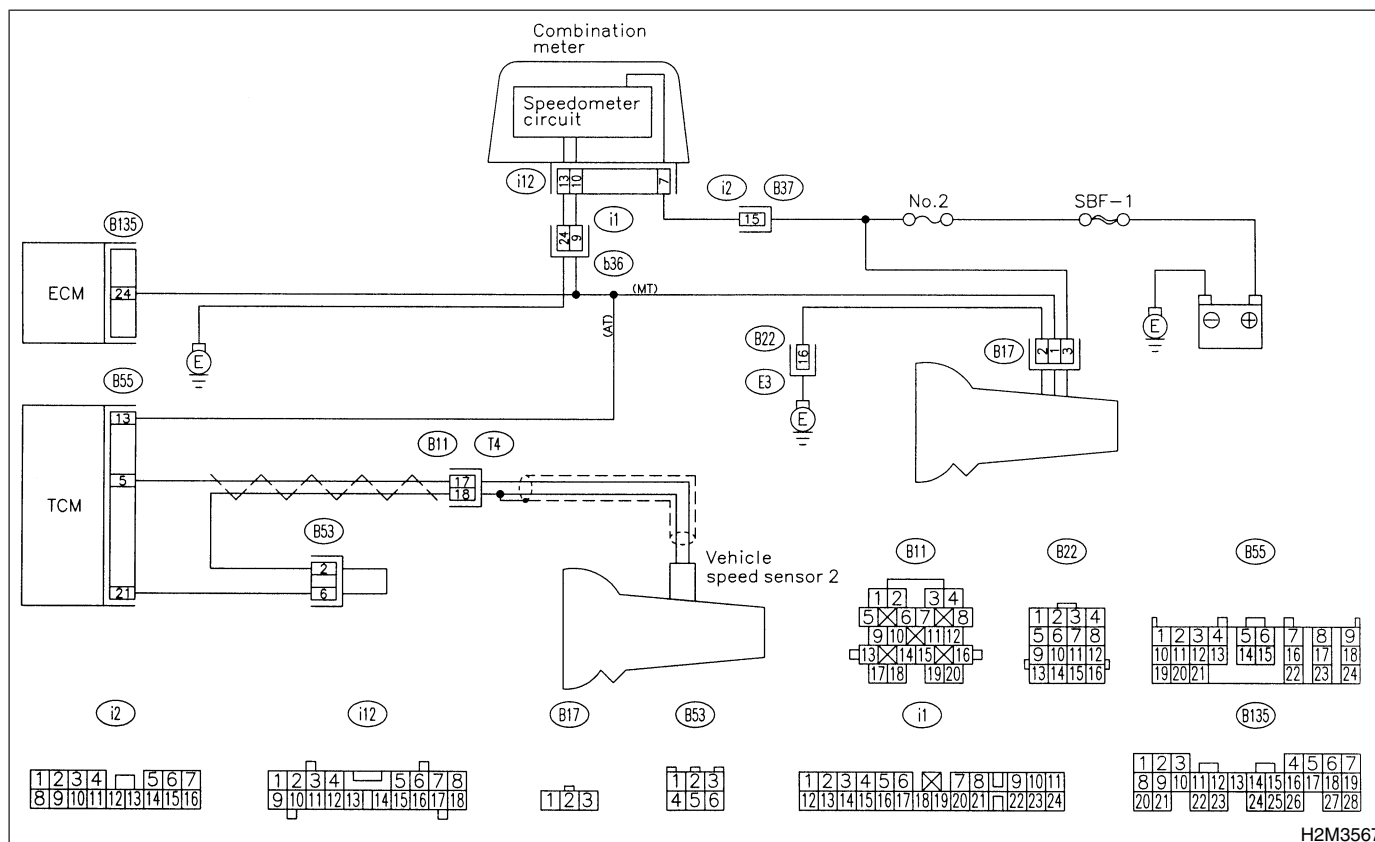 Combination
meter
Speedometer
circuit
i12
13 10 7
i2 B37
15
No.2 SBF-1
i1
24 9
b36
B135
ECM
24
(MT)
(AT)
E
B22
16
E3
E
B17
2 1 3
E
⊖ ⊕
B55
TCM
13
5
21
B11 T4
17
18
B53
2
6
Vehicle
speed sensor 2
B11
1 2 3 4
5 6 7 8
9 10 11 12
13 14 15 16
17 18 19 20
B22
1 2 3 4
5 6 7 8
9 10 11 12
13 14 15 16
B55
1 2 3 4 5 6 7 8 9
10 11 12 13 14 15 16 17 18
19 20 21 22 23 24
i2
1 2 3 4 5 6 7
8 9 10 11 12 13 14 15 16
i12
1 2 3 4 5 6 7 8
9 10 11 12 13 14 15 16 17 18
B17
1 2 3
B53
1 2 3
4 5 6
i1
1 2 3 4 5 6 7 8 9 10 11
12 13 14 15 16 17 18 19 20 21 22 23 24
B135
1 2 3 4 5 6 7
8 9 10 11 12 13 14 15 16 17 18 19
20 21 22 23 24 25 26 27 28
H2M3567